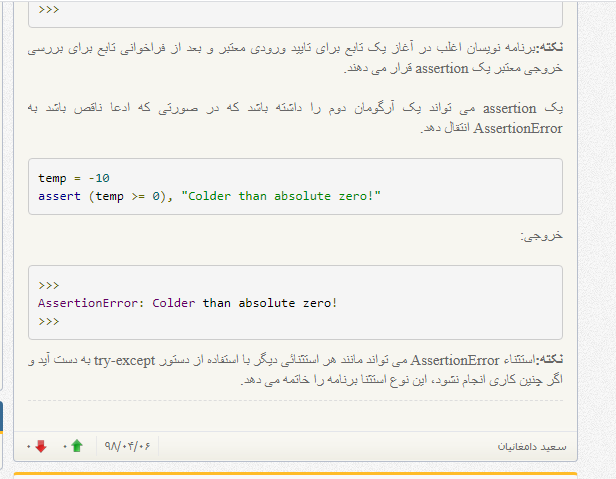 >>>
نکته:برنامه نویسان اغلب در آغاز یک تابع برای تایید ورودی معتبر و بعد از فراخوانی تابع برای بررسی
خروجی معتبر یک assertion قرار می دهند.
یک assertion می تواند یک آرگومان دوم را داشته باشد که در صورتی که ادعا ناقص باشد به
AssertionError انتقال دهد.
temp = -10
assert (temp >= 0), "Colder than absolute zero!"
خروجی:
>>>
AssertionError: Colder than absolute zero!
>>>
نکته:استثناء AssertionError می تواند مانند هر استثنائی دیگر با استفاده از دستور try-except به دست آید و
اگر چنین کاری انجام نشود، این نوع استثنا برنامه را خاتمه می دهد.
سعید دامغانیان ۹۸/۰۴/۰۶ ۰ ۰